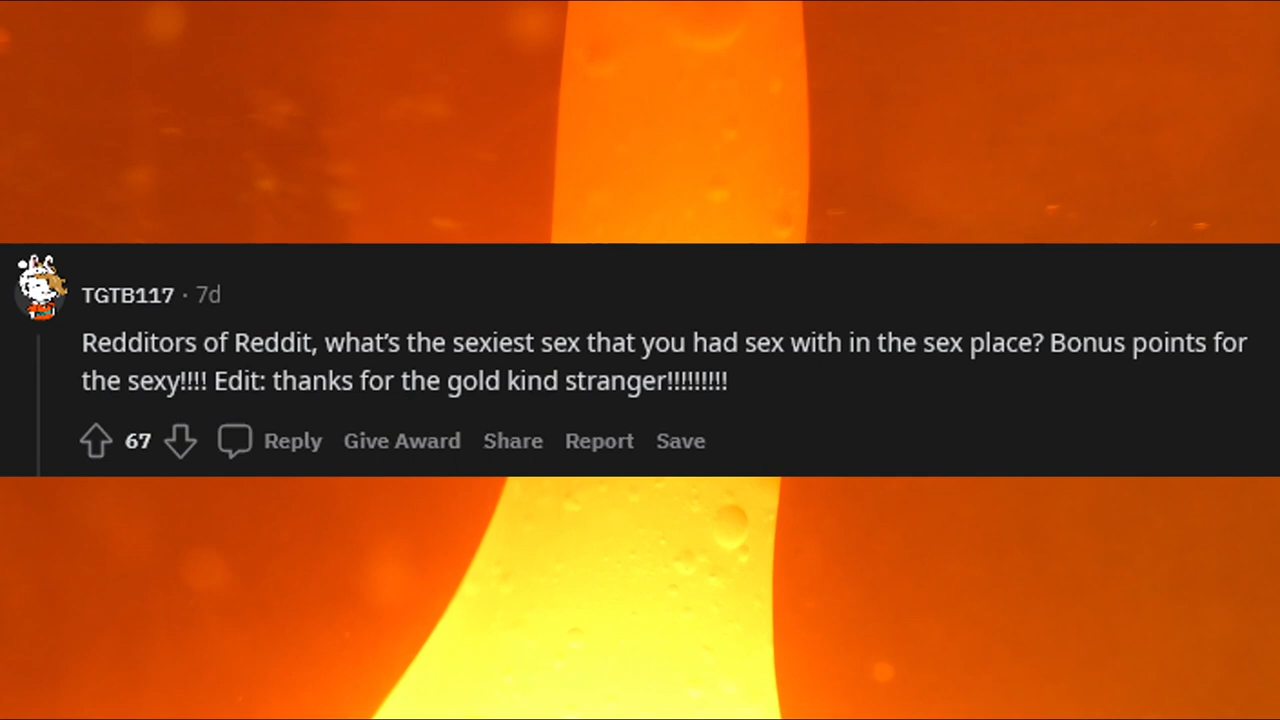 TGTB117 · 7d
Redditors of Reddit, what's the sexiest sex that you had sex with in the sex place? Bonus points for
the sexy!!!! Edit: thanks for the gold kind stranger!!!!!!!!!
67 Reply Give Award Share Report Save